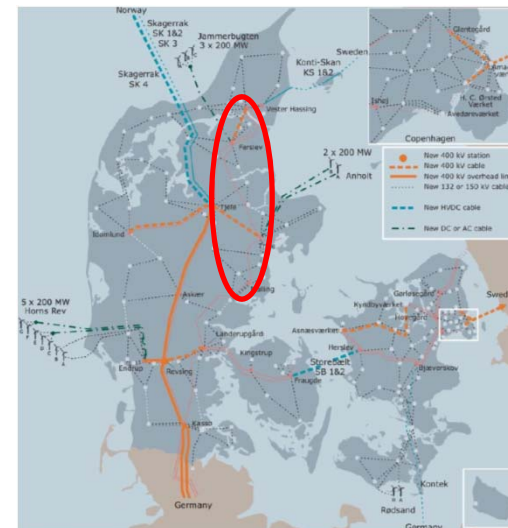 Norway
Skagerrak
SK 1&2
SK 3
Jammerbugten
3 x 200 MW
Skagerrak
SK 4
Konti-Skan
KS 1&2
Sweden
Vester Hassing
Ferslev
2 x 200 MW
Anholt
Tjele
Idomlund
Askær
5 x 200 MW
Horns Rev
Landerupgård
Endrup
Revsing
Kingstrup
Fraugde
Kassø
Germany
Glentegård
H. C. Ørsted
Værket
Avedøreværket
Copenhagen
New 400 kV station
New 400 kV cable
New 400 kV overhead lin
New 132 or 150 kV cable
New HVDC cable
New DC or AC cable
Asnæsværket
Kyndbyværket
Gørløsegård
Hovegård
Swed
Herslev
Storebælt
SB 1&2
Bjæverskov
Kontek
Rødsand
Germany